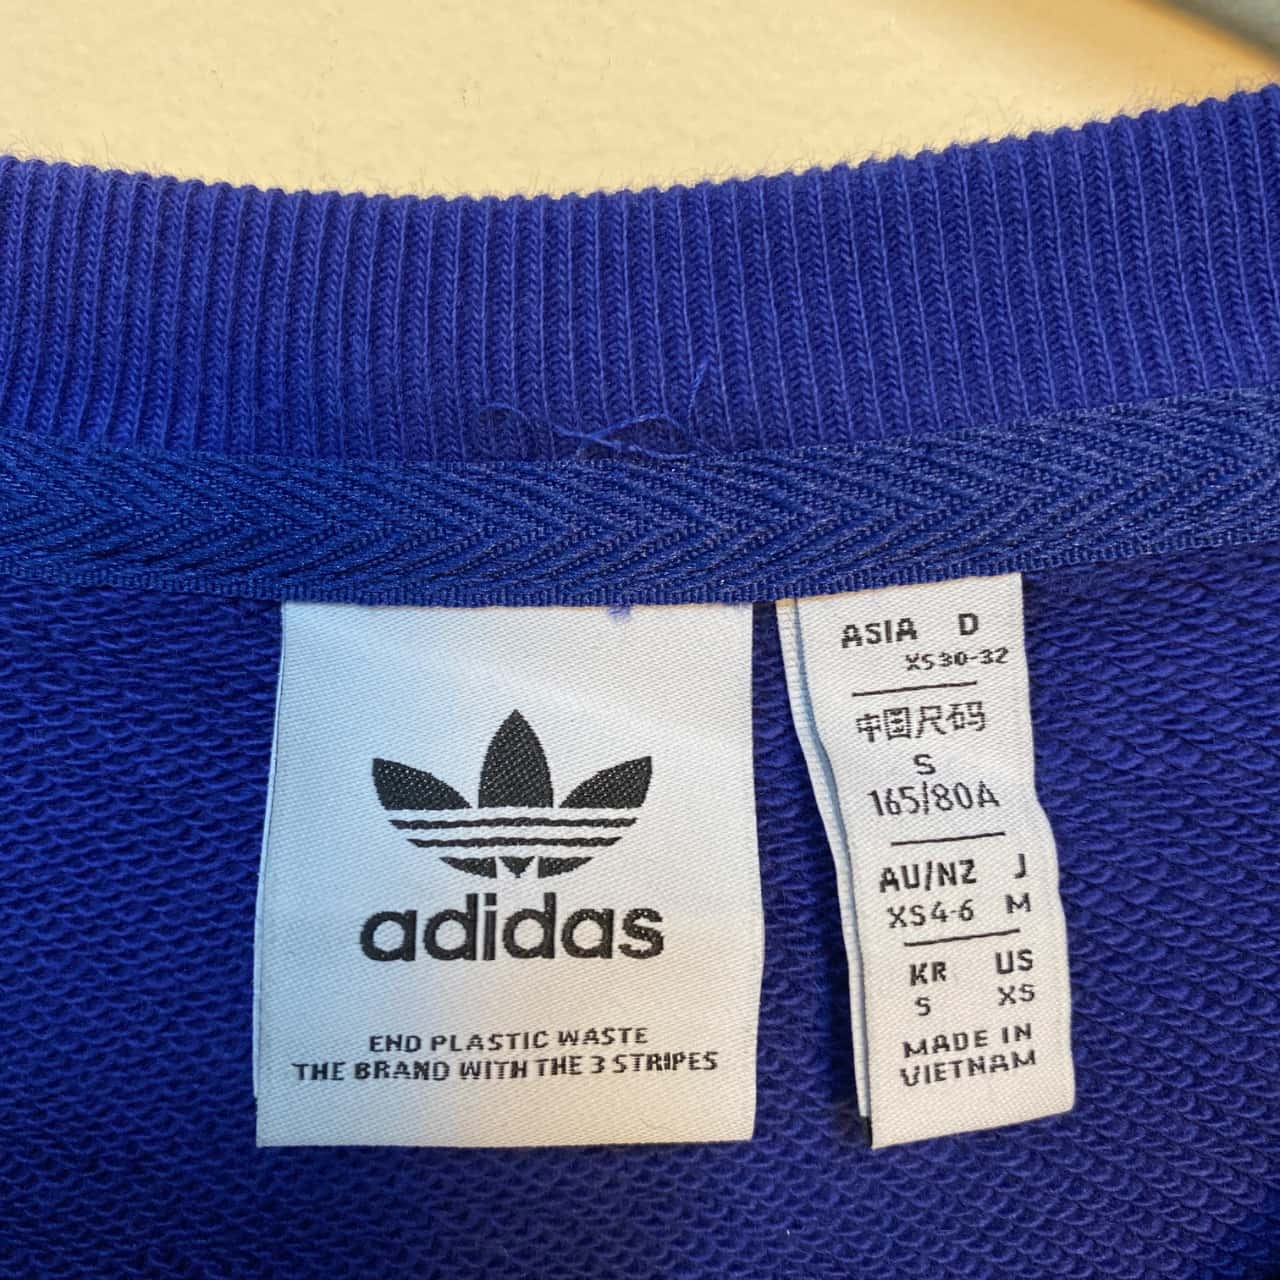 adidas
END PLASTIC WASTE
THE BRAND WITH THE 3 STRIPES
ASIA D
XS 30-32
中国尺码
S
165/80A
AU/NZ J
XS 4-6 M
KR US
S XS
MADE IN
VIETNAM